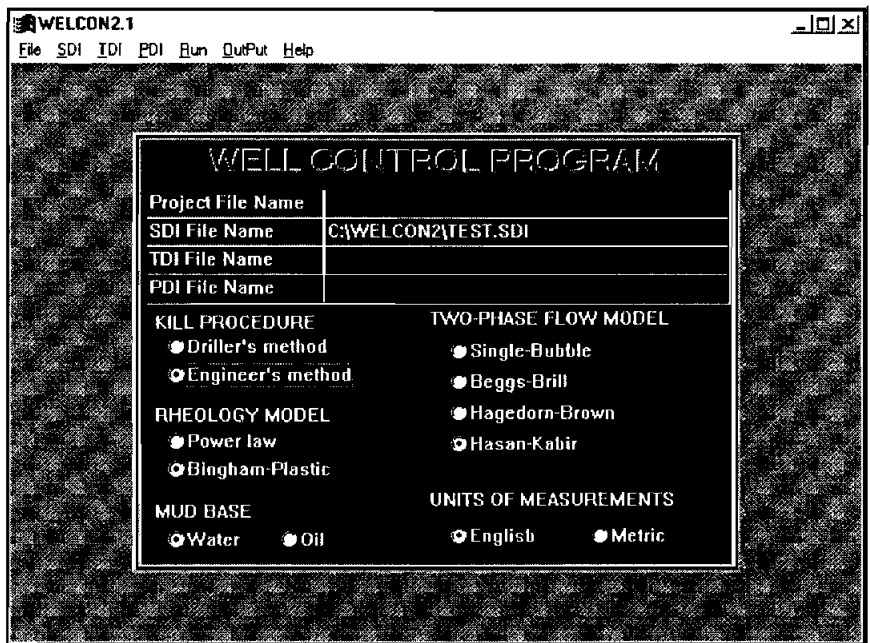 WELCON2.1
File SDI TDI PDI Run OutPut Help
WELL CONTROL PROGRAM
Project File Name
SDI File Name C:\WELCON2\TEST.SDI
TDI File Name
PDI File Name
KILL PROCEDURE
Driller's method
Engineer's method
RHEOLOGY MODEL
Power law
Bingham-Plastic
MUD BASE
Water Oil
TWO-PHASE FLOW MODEL
Single-Bubble
Beggs-Brill
Hagedorn-Brown
Hasan-Kabir
UNITS OF MEASUREMENTS
English Metric